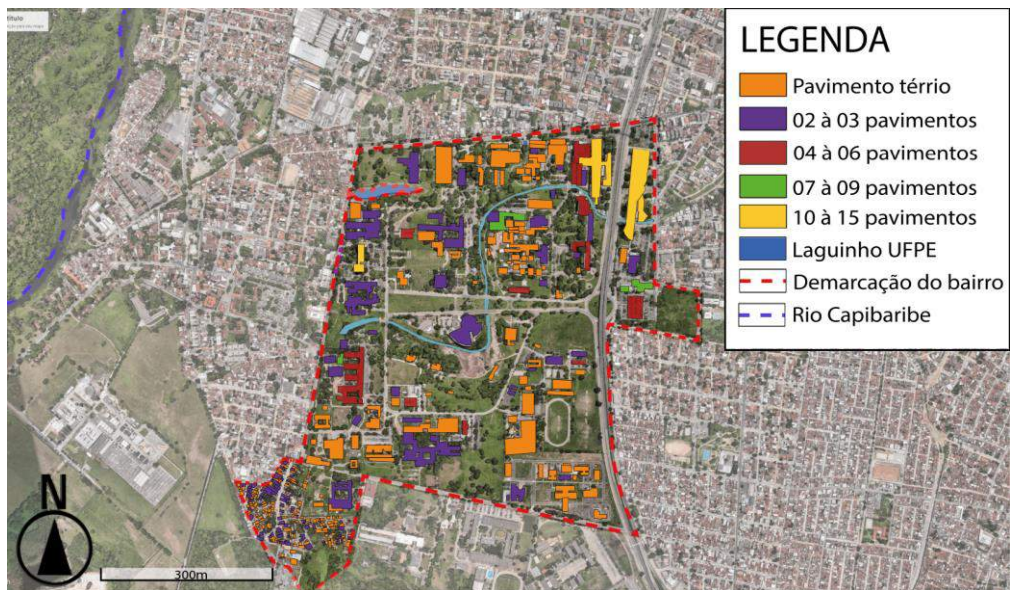 LEGENDA
Pavimento térrio
02 à 03 pavimentos
04 à 06 pavimentos
07 à 09 pavimentos
10 à 15 pavimentos
Laguinho UFPE
Demarcação do bairro
Rio Capibaribe
N
300m